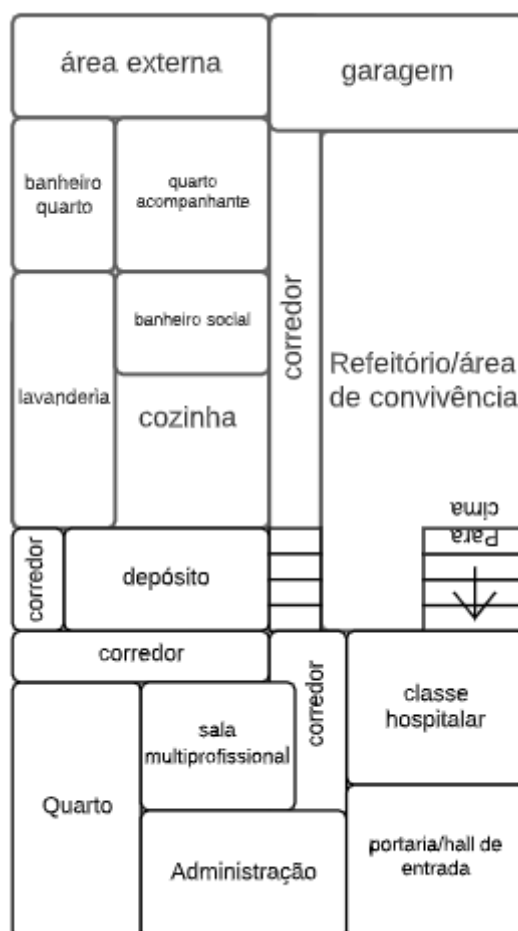 área externa
garagem
banheiro
quarto
quarto
acompanhante
corredor
banheiro social
Refeitório/área
de convivência
lavanderia
cozinha
Para
cima
corredor
depósito
corredor
corredor
classe
hospitalar
sala
multiprofissional
Quarto
portaria/hall de
entrada
Administração